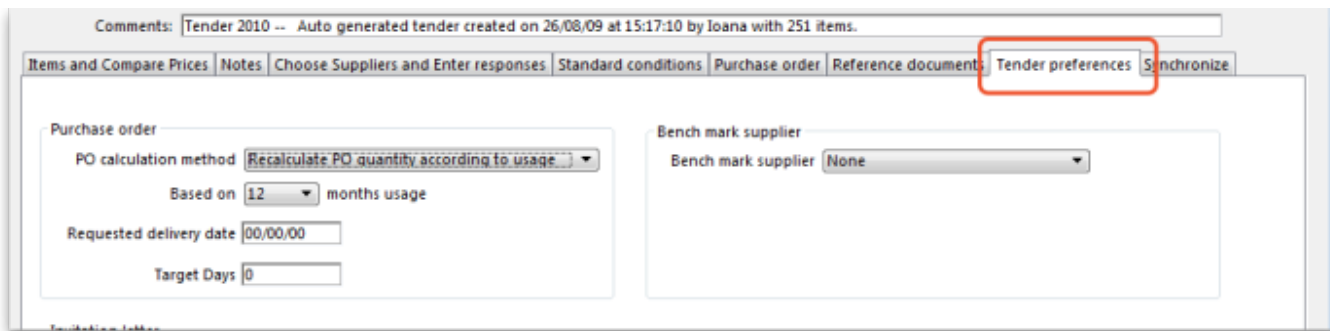 Comments: Tender 2010 -- Auto generated tender created on 26/08/09 at 15:17:10 by Ioana with 251 items.
Items and Compare Prices Notes Choose Suppliers and Enter responses Standard conditions Purchase order Reference documents Tender preferences Synchronize
Purchase order
PO calculation method Recalculate PO quantity according to usage
Based on 12 months usage
Requested delivery date 00/00/00
Target Days 0
Bench mark supplier
Bench mark supplier None
Invitation letter